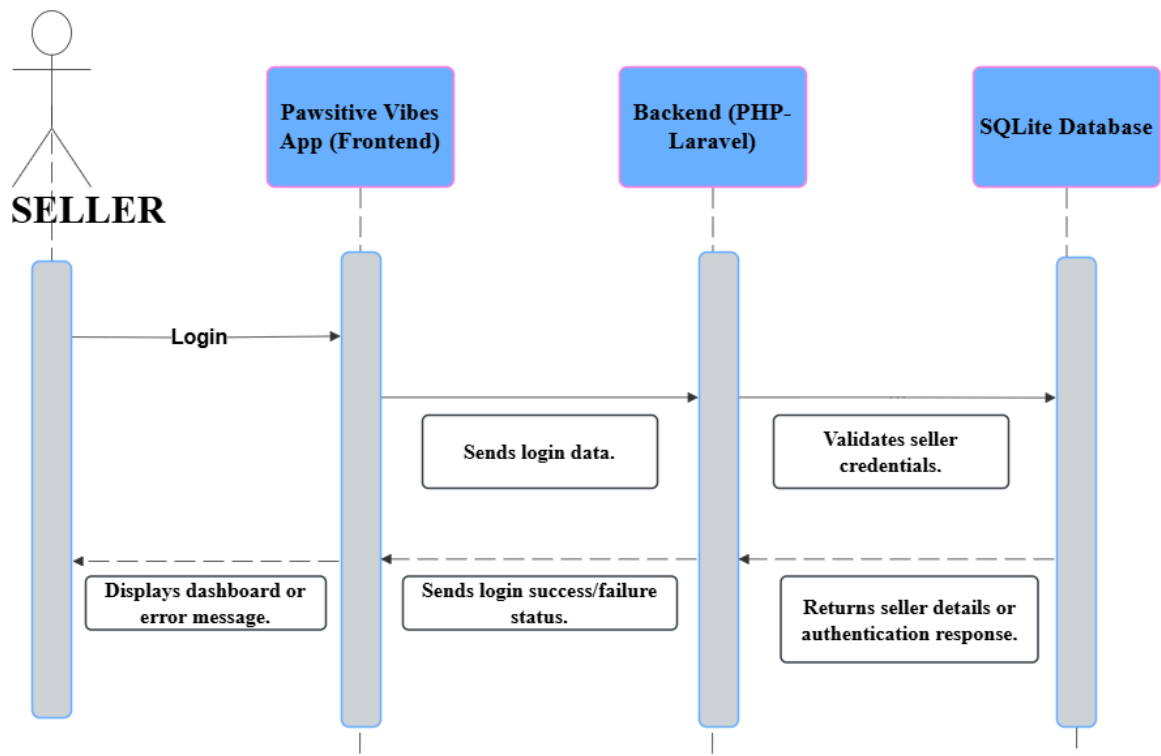 Pawsitive Vibes
App (Frontend)
Backend (PHP-
Laravel)
SQLite Database
SELLER
Login
Sends login data.
Validates seller
credentials.
Displays dashboard or
error message.
Sends login success/failure
status.
Returns seller details or
authentication response.